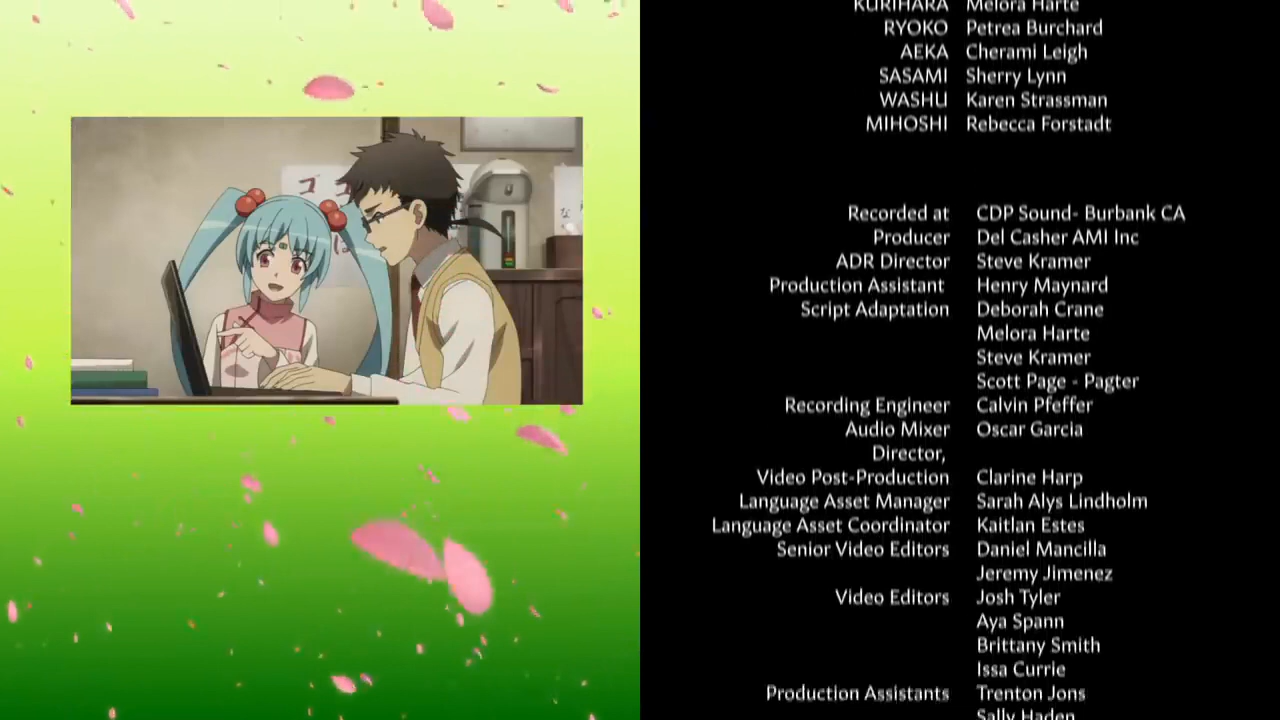 KURIHARA Melora Harte
RYOKO Petrea Burchard
AEKA Cherami Leigh
SASAMI Sherry Lynn
WASHU Karen Strassman
MIHOSHI Rebecca Forstadt
Recorded at CDP Sound- Burbank CA
Producer Del Casher AMI Inc
ADR Director Steve Kramer
Production Assistant Henry Maynard
Script Adaptation Deborah Crane
Melora Harte
Steve Kramer
Scott Page - Pagter
Recording Engineer Calvin Pfeffer
Audio Mixer Oscar Garcia
Director,
Video Post-Production Clarine Harp
Language Asset Manager Sarah Alys Lindholm
Language Asset Coordinator Kaitlan Estes
Senior Video Editors Daniel Mancilla
Jeremy Jimenez
Video Editors Josh Tyler
Aya Spann
Brittany Smith
Issa Currie
Production Assistants Trenton Jons
Sally Haden